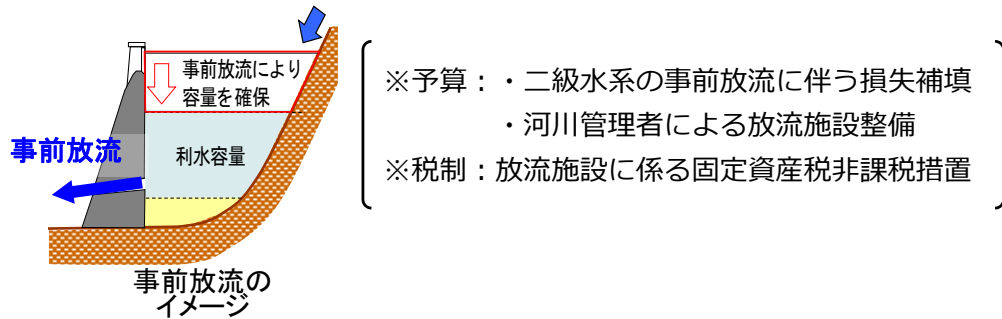 事前放流により
容量を確保
事前放流
利水容量
事前放流の
イメージ
※予算：・二級水系の事前放流に伴う損失補填
・河川管理者による放流施設整備
※税制：放流施設に係る固定資産税非課税措置